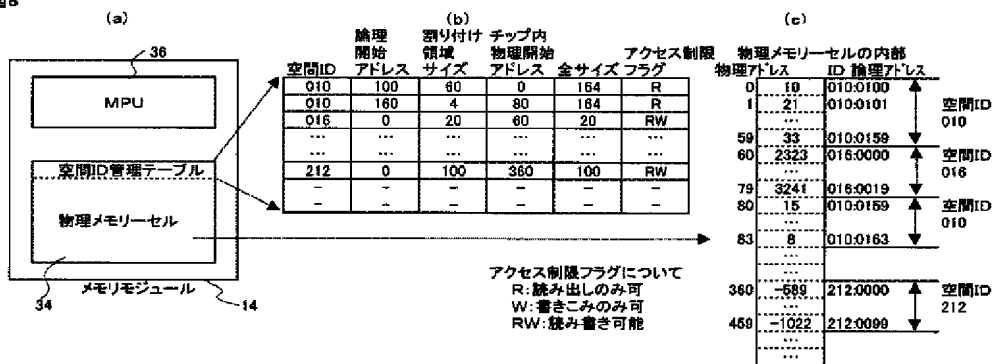 図8
(a)
36
MPU
空間ID管理テーブル
物理メモリーセル
34
メモリモジュール
14
(b)
論理 割り付け チップ内
開始 領域 物理開始 アクセス制限
空間ID アドレス サイズ アドレス 全サイズ フラグ
010 100 60 0 164 R
010 160 4 80 164 R
016 0 20 60 20 RW
… … … … … …
… … … … … …
212 0 100 360 100 RW
− − − − − −
− − − − − −
アクセス制限フラグについて
R:読み出しのみ可
W:書きこみのみ可
RW:読み書き可能
(c)
物理メモリーセルの内部
物理アドレス ID 論理アドレス
0 10 010:0100
1 21 010:0101
…
59 33 010:0159
空間ID
010
60 2323 016:0000
…
79 3241 016:0019
空間ID
016
80 15 010:0159
…
83 8 010:0163
空間ID
010
…
…
360 -589 212:0000
…
459 -1022 212:0099
空間ID
212
…
…